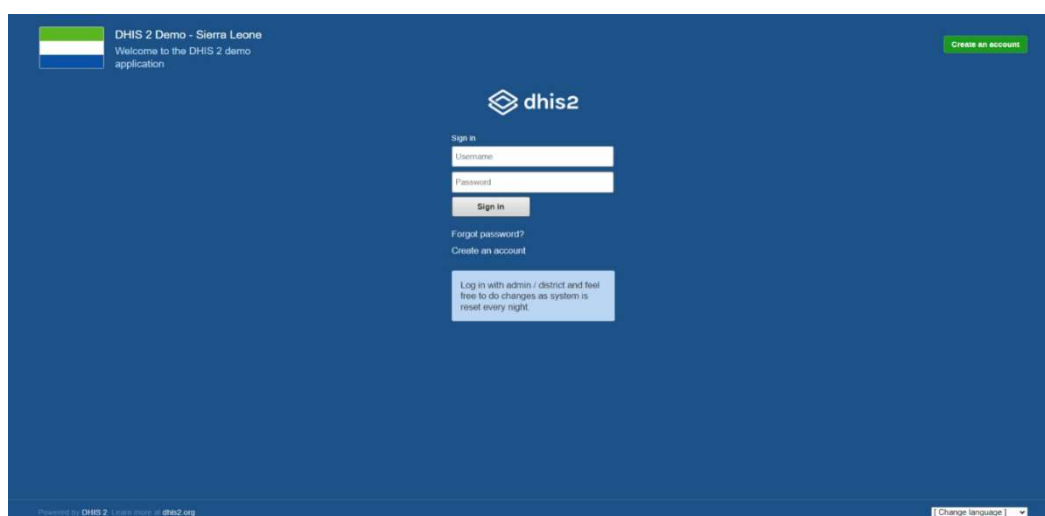 DHIS 2 Demo - Sierra Leone
Welcome to the DHIS 2 demo
application
Create an account
dhis2
Sign in
Username
Password
Sign in
Forgot password?
Create an account
Log in with admin / district and feel
free to do changes as system is
reset every night.
Powered by DHIS 2. Learn more at dhis2.org
[ Change language ]